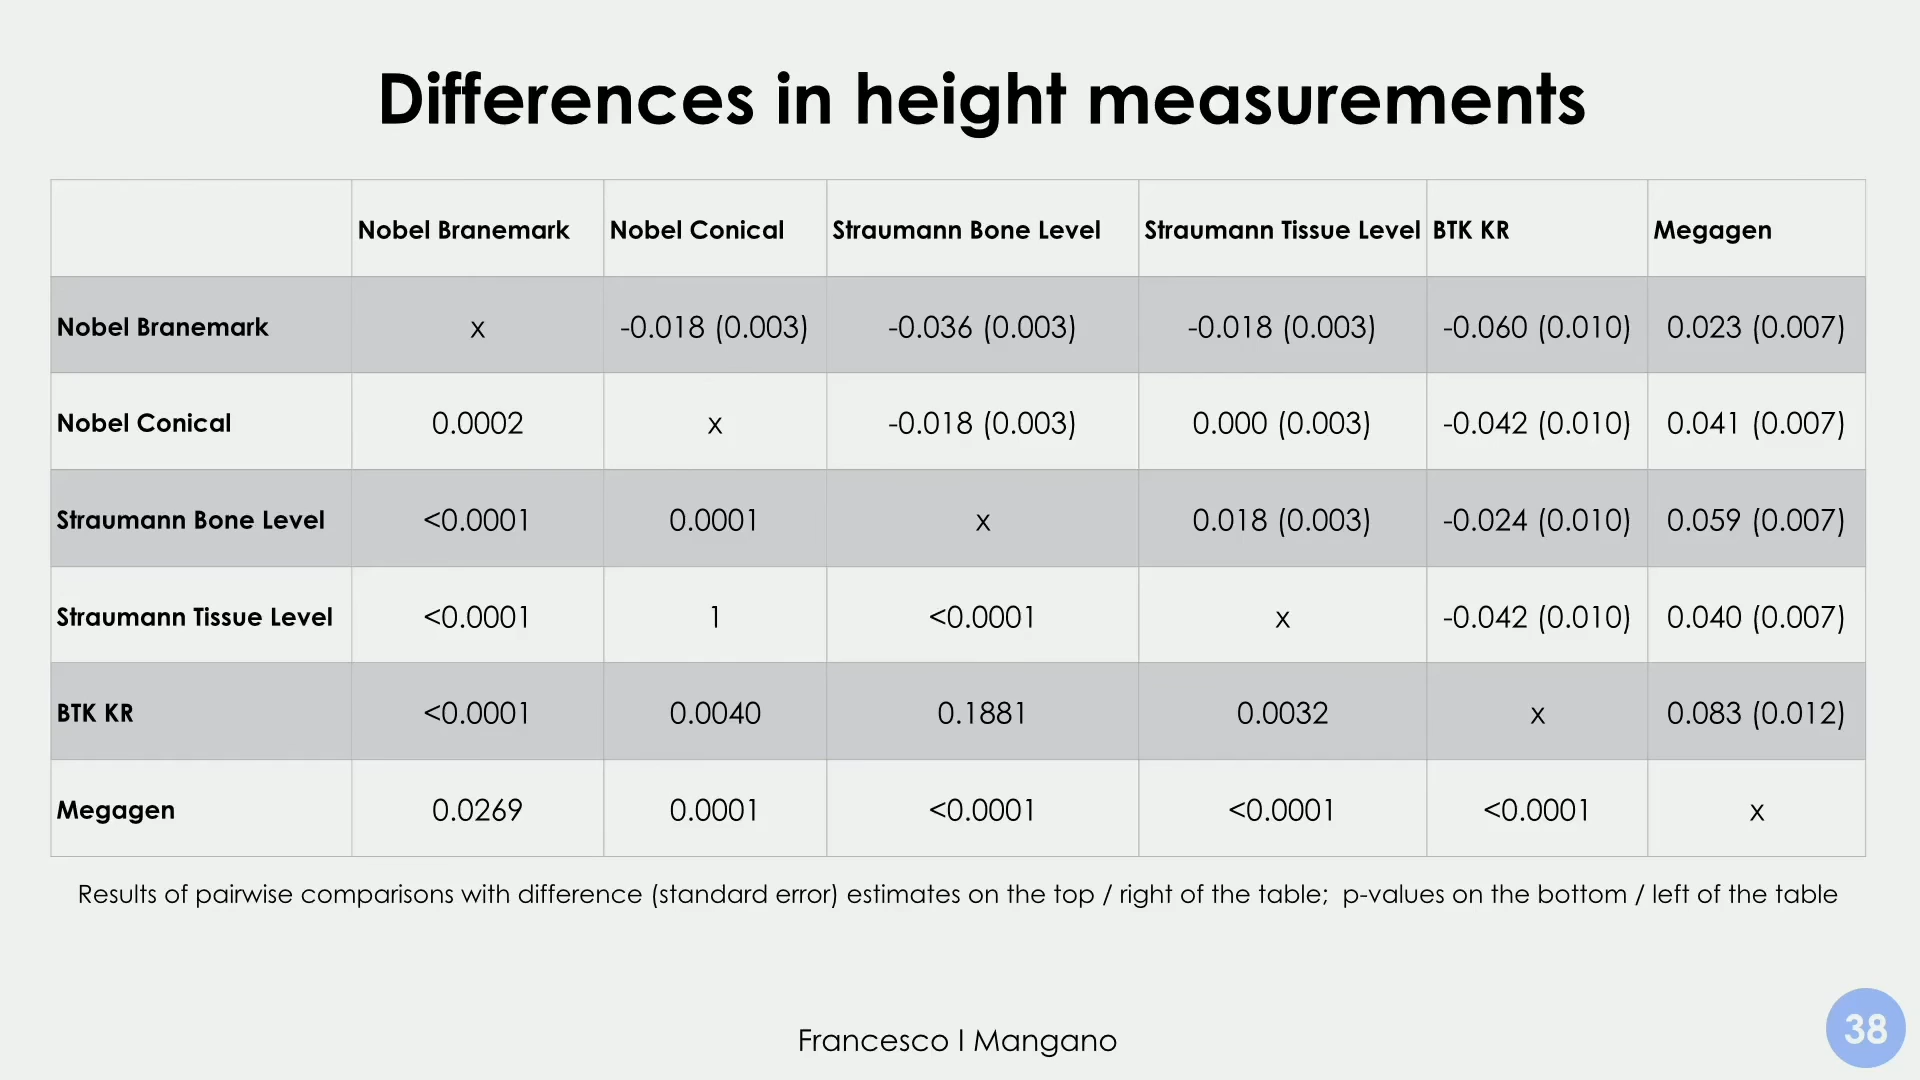 Differences in height measurements
Nobel Branemark Nobel Conical Straumann Bone Level Straumann Tissue Level BTK KR Megagen
Nobel Branemark x -0.018 (0.003) -0.036 (0.003) -0.018 (0.003) -0.060 (0.010) 0.023 (0.007)
Nobel Conical 0.0002 x -0.018 (0.003) 0.000 (0.003) -0.042 (0.010) 0.041 (0.007)
Straumann Bone Level <0.0001 0.0001 x 0.018 (0.003) -0.024 (0.010) 0.059 (0.007)
Straumann Tissue Level <0.0001 1 <0.0001 x -0.042 (0.010) 0.040 (0.007)
BTK KR <0.0001 0.0040 0.1881 0.0032 x 0.083 (0.012)
Megagen 0.0269 0.0001 <0.0001 <0.0001 <0.0001 x
Results of pairwise comparisons with difference (standard error) estimates on the top / right of the table; p-values on the bottom / left of the table
Francesco I Mangano
38